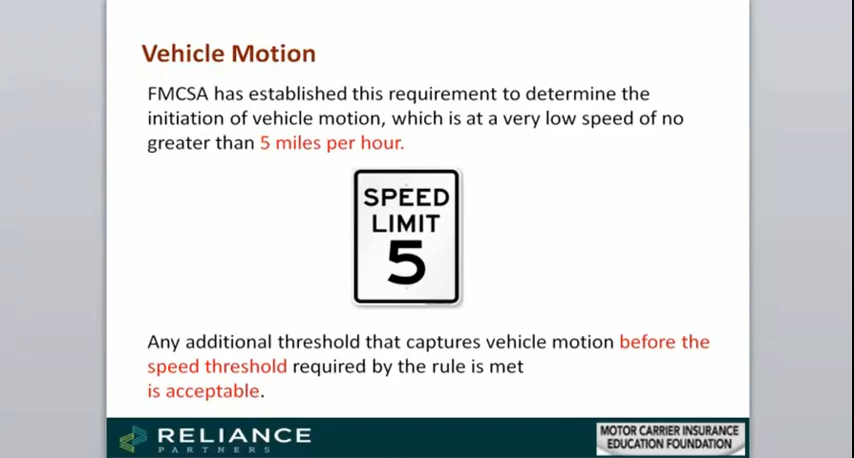 Vehicle Motion
FMCSA has established this requirement to determine the
initiation of vehicle motion, which is at a very low speed of no
greater than 5 miles per hour.
SPEED
LIMIT
5
Any additional threshold that captures vehicle motion before the
speed threshold required by the rule is met
is acceptable.
RELIANCE
PARTNERS
MOTOR CARRIER INSURANCE
EDUCATION FOUNDATION